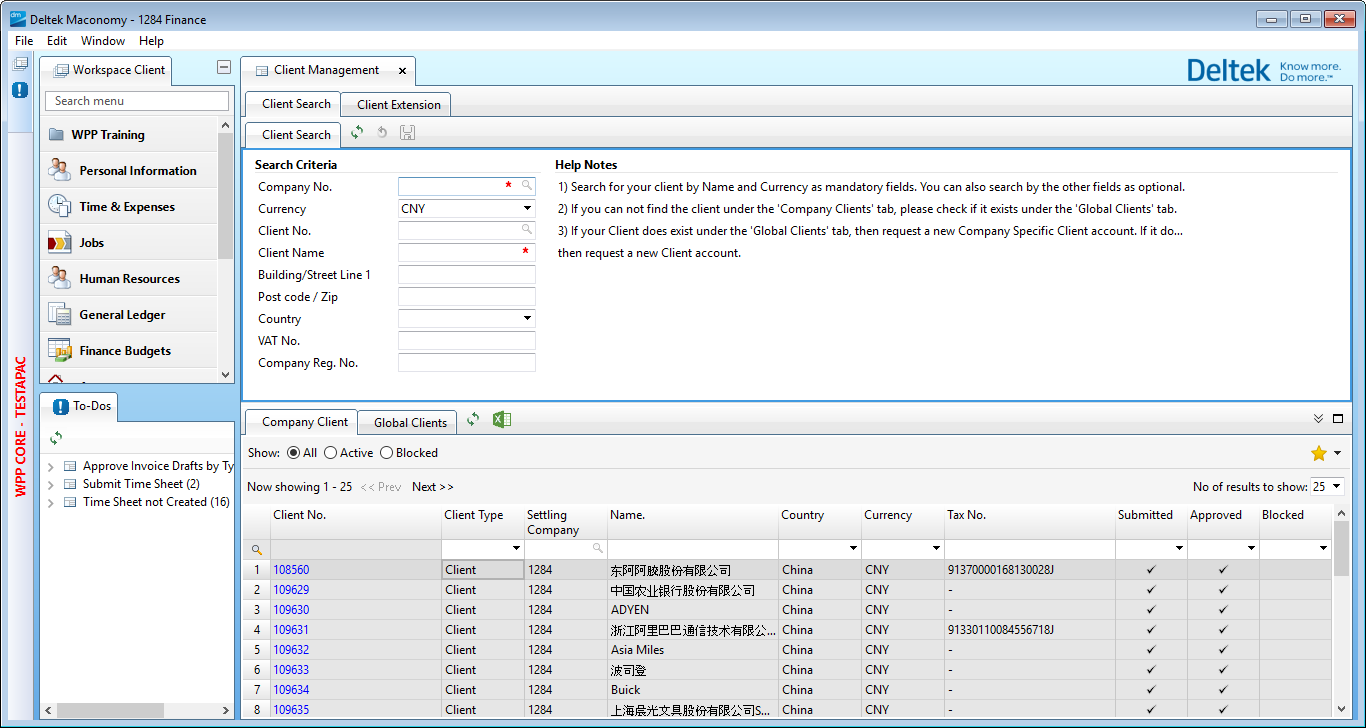 Deltek Maconomy - 1284 Finance
File Edit Window Help
Workspace Client
Search menu
WPP Training
Personal Information
Time & Expenses
Jobs
Human Resources
General Ledger
Finance Budgets
WPP CORE - TESTAPAC
To-Dos
Approve Invoice Drafts by Ty
Submit Time Sheet (2)
Time Sheet not Created (16)
Client Management
Deltek Know more.
Do more.™
Client Search Client Extension
Client Search
Search Criteria
Company No. *
Currency CNY
Client No.
Client Name *
Building/Street Line 1
Post code / Zip
Country
VAT No.
Company Reg. No.
Help Notes
1) Search for your client by Name and Currency as mandatory fields. You can also search by the other fields as optional.
2) If you can not find the client under the 'Company Clients' tab, please check if it exists under the 'Global Clients' tab.
3) If your Client does exist under the 'Global Clients' tab, then request a new Company Specific Client account. If it do...
then request a new Client account.
Company Client Global Clients
Show: All Active Blocked
Now showing 1 - 25 << Prev Next >> No of results to show: 25
Client No. Client Type Settling Company Name. Country Currency Tax No. Submitted Approved Blocked
1 108560 Client 1284 东阿阿胶股份有限公司 China CNY 91370000168130028J ✓ ✓
2 109629 Client 1284 中国农业银行股份有限公司 China CNY - ✓ ✓
3 109630 Client 1284 ADYEN China CNY - ✓ ✓
4 109631 Client 1284 浙江阿里巴巴通信技术有限公... China CNY 91330110084556718J ✓ ✓
5 109632 Client 1284 Asia Miles China CNY - ✓ ✓
6 109633 Client 1284 波司登 China CNY - ✓ ✓
7 109634 Client 1284 Buick China CNY - ✓ ✓
8 109635 Client 1284 上海晨光文具股份有限公司S... China CNY - ✓ ✓